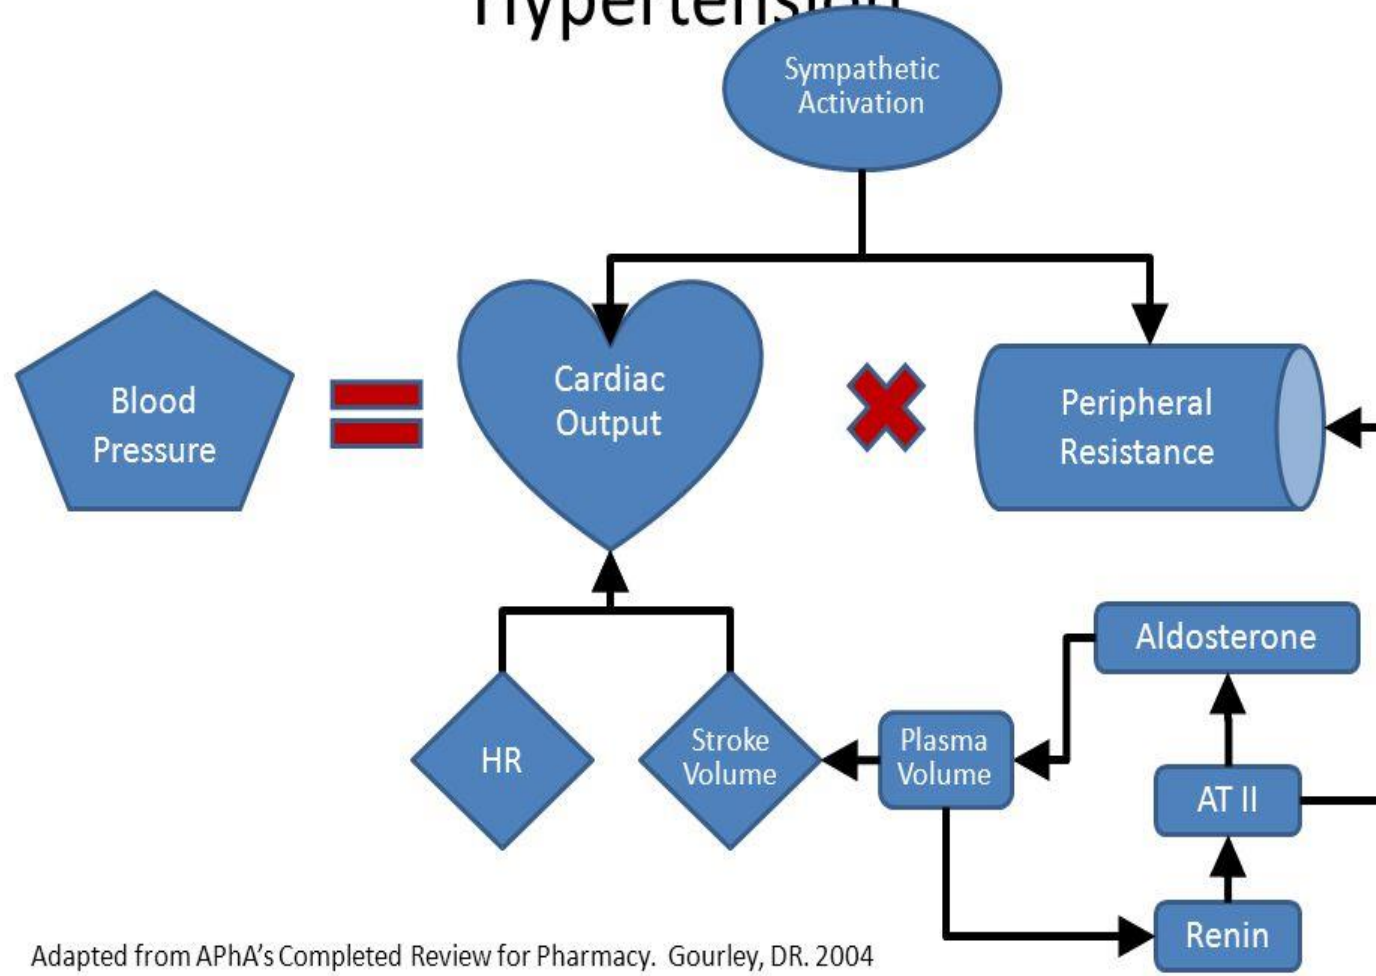 Hypertension
Sympathetic
Activation
Blood
Pressure
Cardiac
Output
Peripheral
Resistance
Aldosterone
HR
Stroke
Volume
Plasma
Volume
AT II
Renin
Adapted from APhA's Completed Review for Pharmacy. Gourley, DR. 2004